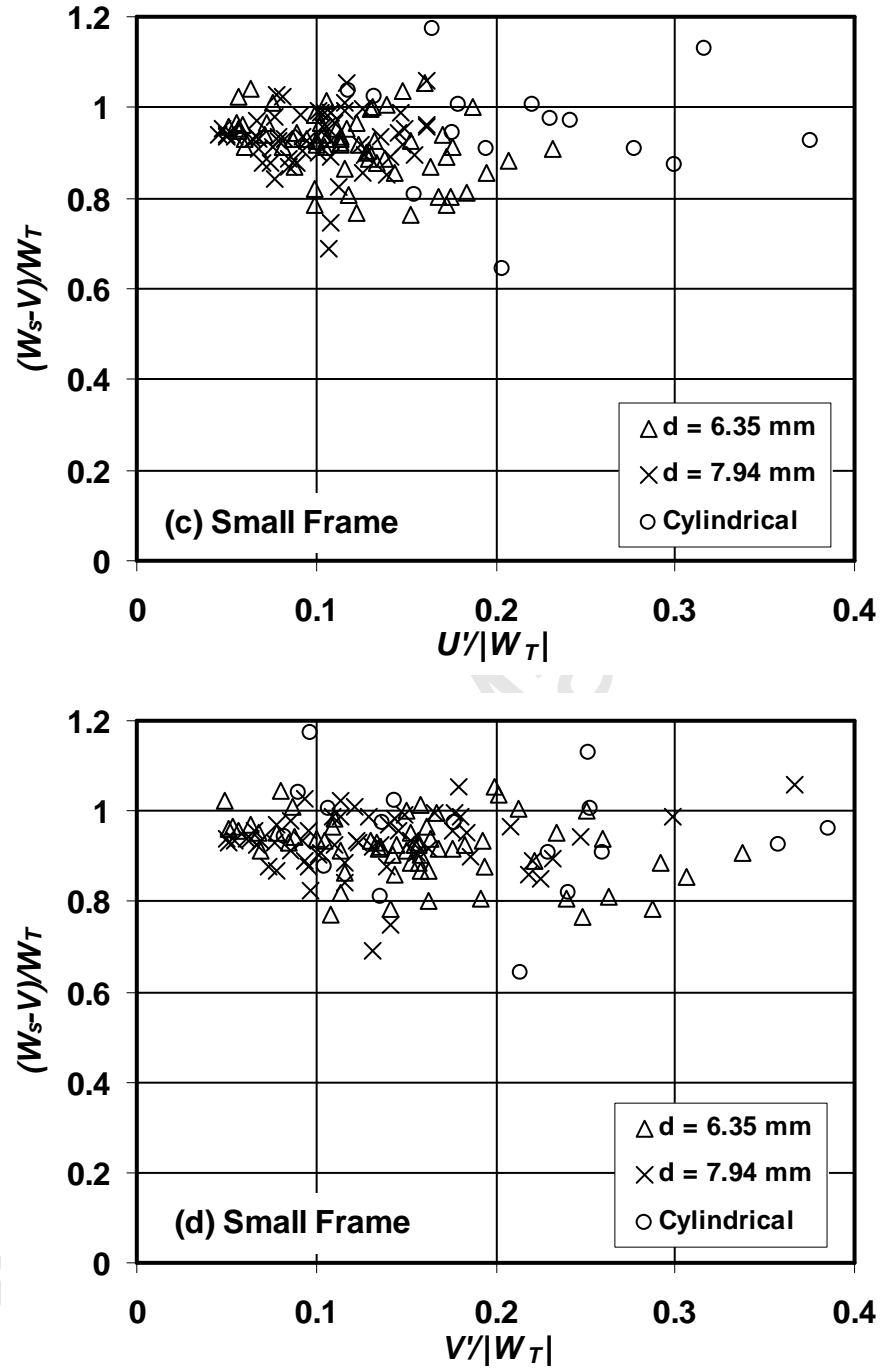 1.2
1
0.8
0.6
0.4
0.2
0
(Ws-V)/WT
d = 6.35 mm
d = 7.94 mm
Cylindrical
(c) Small Frame
0 0.1 0.2 0.3 0.4
U'/|WT|
1.2
1
0.8
0.6
0.4
0.2
0
(Ws-V)/WT
d = 6.35 mm
d = 7.94 mm
Cylindrical
(d) Small Frame
0 0.1 0.2 0.3 0.4
V'/|WT|